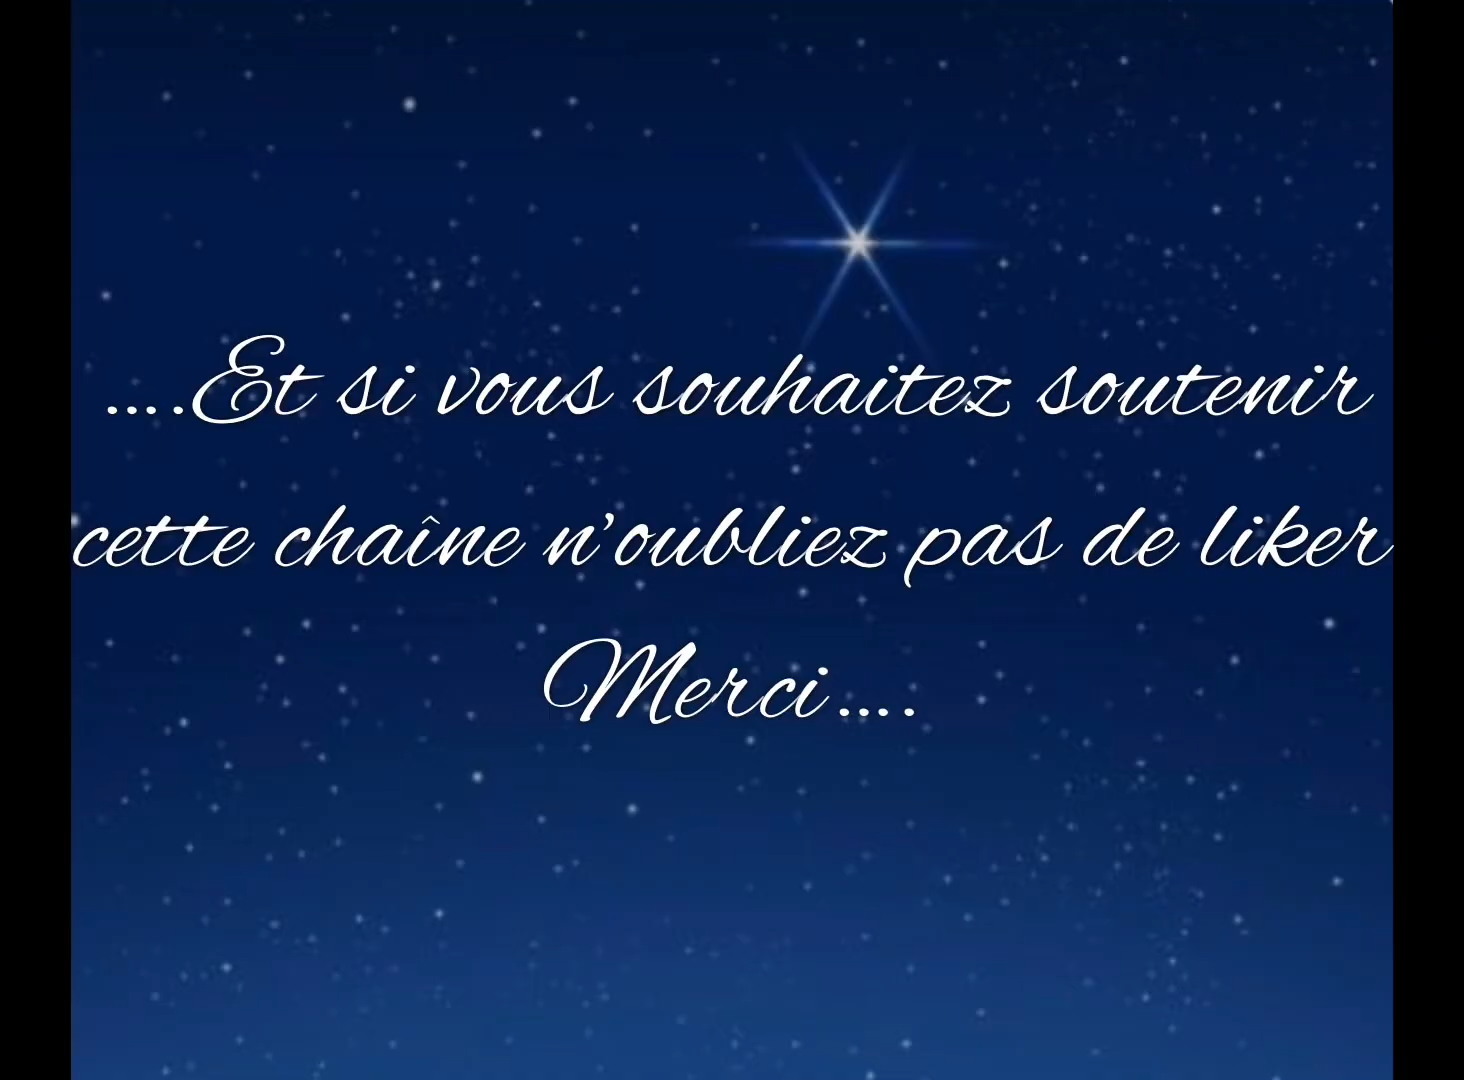 ....Et si vous souhaitez soutenir
cette chaîne n'oubliez pas de liker
Merci....